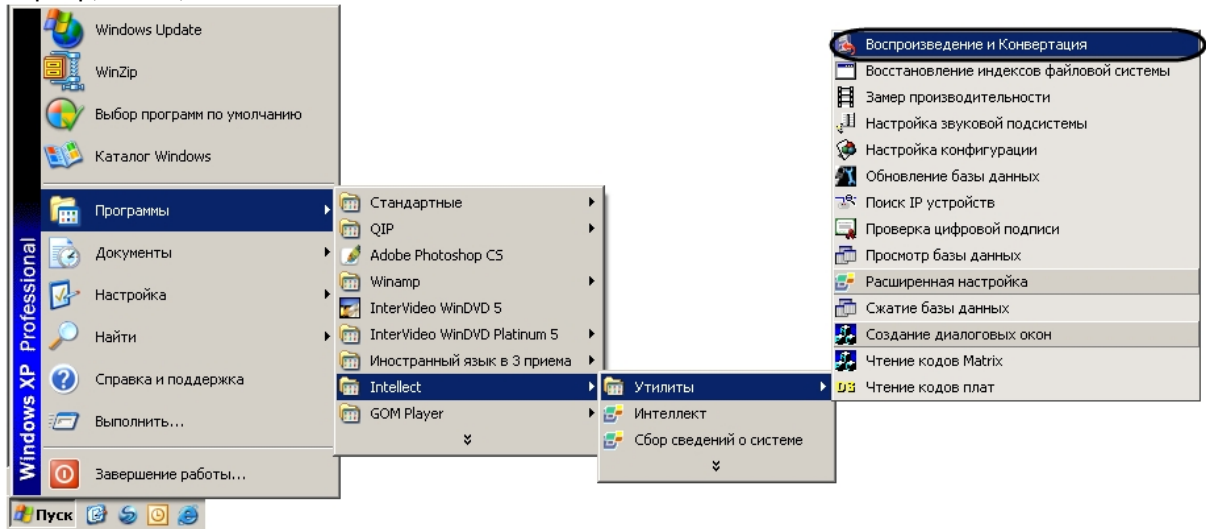 Windows Update
WinZip
Выбор программ по умолчанию
Каталог Windows
Программы
Документы
Настройка
Найти
Справка и поддержка
Выполнить...
Завершение работы...
Windows XP Professional
Пуск
Стандартные
QIP
Adobe Photoshop CS
Winamp
InterVideo WinDVD 5
InterVideo WinDVD Platinum 5
Иностранный язык в 3 приема
Intellect
GOM Player
Утилиты
Интеллект
Сбор сведений о системе
Воспроизведение и Конвертация
Восстановление индексов файловой системы
Замер производительности
Настройка звуковой подсистемы
Настройка конфигурации
Обновление базы данных
Поиск IP устройств
Проверка цифровой подписи
Просмотр базы данных
Расширенная настройка
Сжатие базы данных
Создание диалоговых окон
Чтение кодов Matrix
Чтение кодов плат